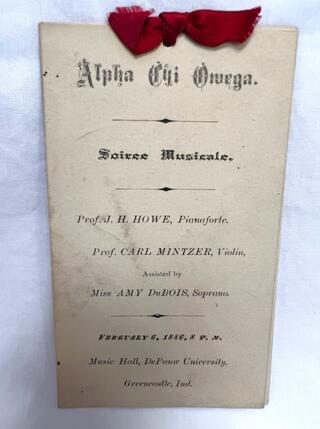 Alpha Chi Omega.
Soiree Musicale.
Prof. J. H. HOWE, Pianoforte.
Prof. CARL MINTZER, Violin,
Assisted by
Miss AMY DuBOIS, Soprano.
FEBRUARY 6, 1886, 8 P. M.
Music Hall, DePauw University,
Greencastle, Ind.